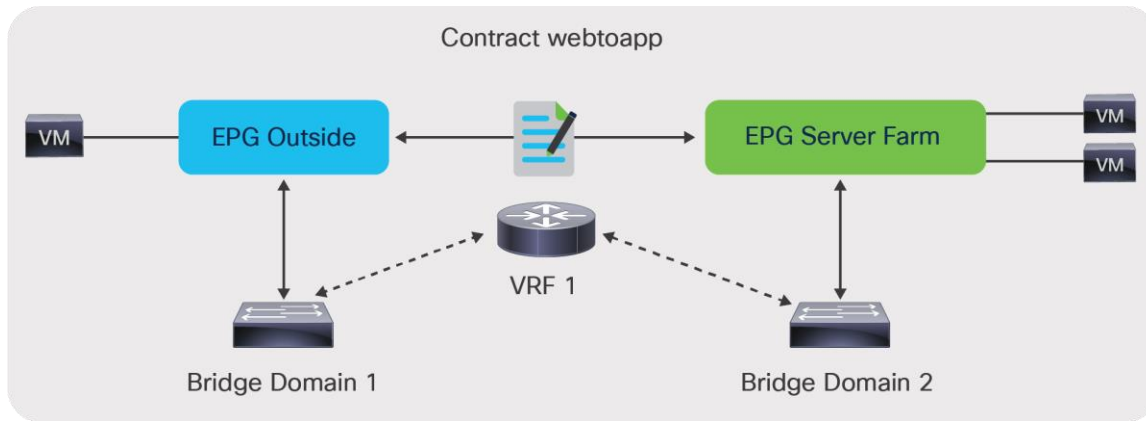 Contract webtoapp
VM
EPG Outside
EPG Server Farm
VM
VM
VRF 1
Bridge Domain 1
Bridge Domain 2